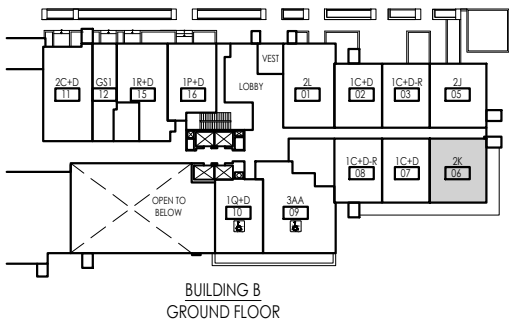 VEST
LOBBY
2C+D
11
GS1
12
1R+D
15
1P+D
16
2L
01
1C+D
02
1C+D-R
03
2J
05
1C+D-R
08
1C+D
07
2K
06
OPEN TO
BELOW
1Q+D
10
3AA
09
BUILDING B
GROUND FLOOR